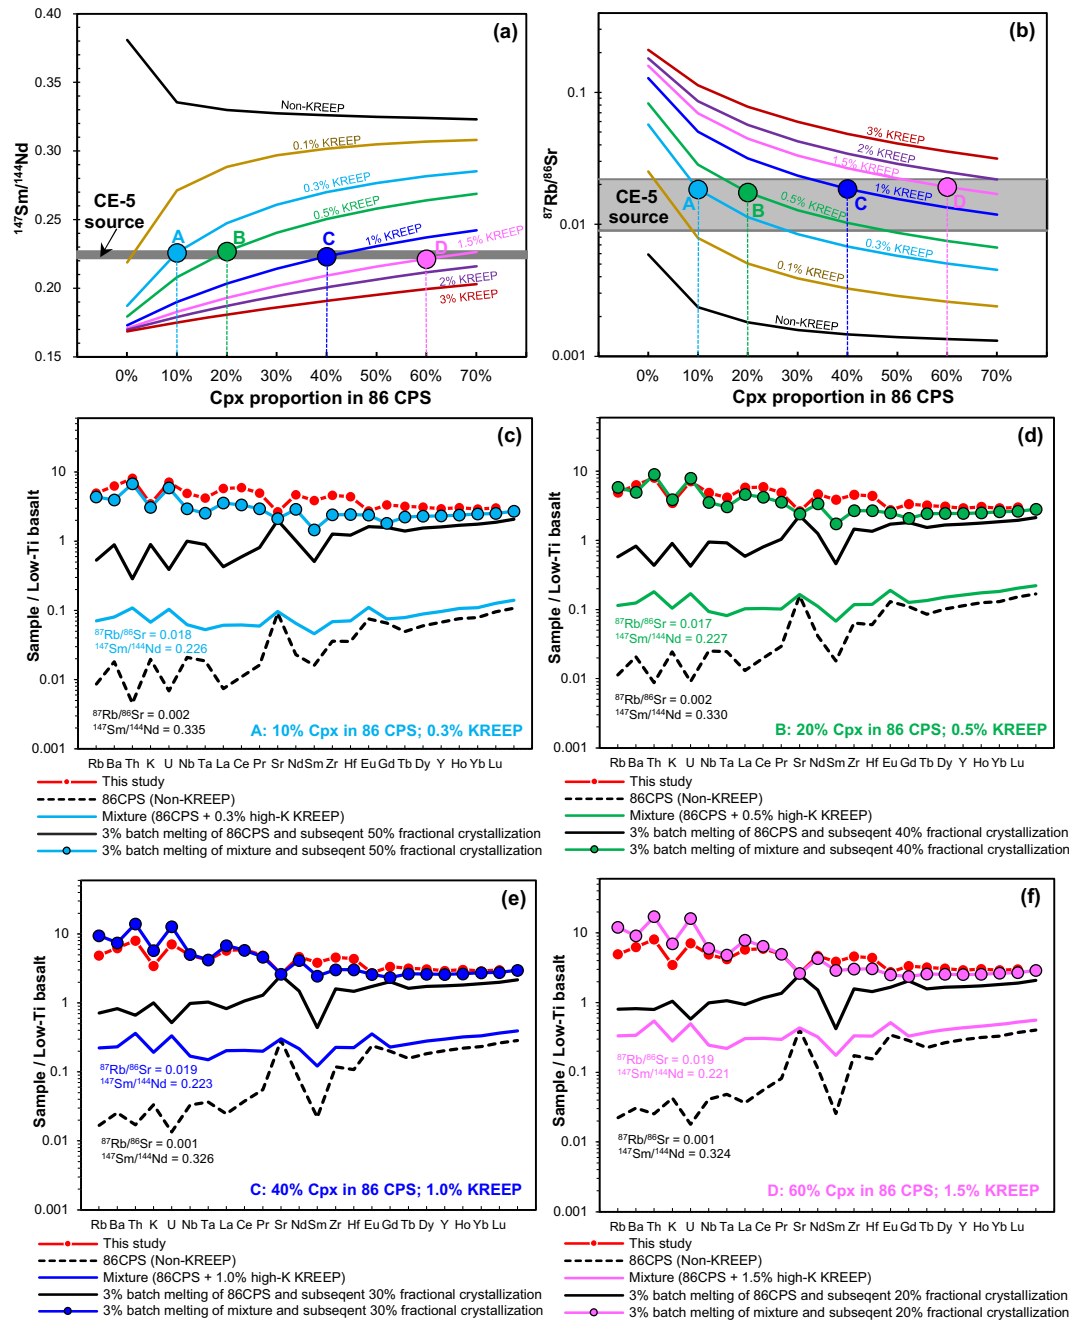 (a)
147Sm/144Nd
0.40
0.35
0.30
0.25
0.20
0.15
Non-KREEP
0.1% KREEP
0.3% KREEP
0.5% KREEP
1% KREEP
1.5% KREEP
2% KREEP
3% KREEP
CE-5
source
A
B
C
D
0%
10%
20%
30%
40%
50%
60%
70%
Cpx proportion in 86 CPS
(b)
87Rb/86Sr
0.1
0.01
0.001
3% KREEP
2% KREEP
1.5% KREEP
1% KREEP
0.5% KREEP
0.3% KREEP
0.1% KREEP
Non-KREEP
CE-5
source
A
B
C
D
0%
10%
20%
30%
40%
50%
60%
70%
Cpx proportion in 86 CPS
(c)
Sample / Low-Ti basalt
10
1
0.1
0.01
0.001
87Rb/86Sr = 0.018
147Sm/144Nd = 0.226
87Rb/86Sr = 0.002
147Sm/144Nd = 0.335
A: 10% Cpx in 86 CPS; 0.3% KREEP
Rb Ba Th K U Nb Ta La Ce Pr Sr Nd Sm Zr Hf Eu Gd Tb Dy Y Ho Yb Lu
This study
86CPS (Non-KREEP)
Mixture (86CPS + 0.3% high-K KREEP)
3% batch melting of 86CPS and subseqent 50% fractional crystallization
3% batch melting of mixture and subseqent 50% fractional crystallization
(d)
Sample / Low-Ti basalt
10
1
0.1
0.01
0.001
87Rb/86Sr = 0.017
147Sm/144Nd = 0.227
87Rb/86Sr = 0.002
147Sm/144Nd = 0.330
B: 20% Cpx in 86 CPS; 0.5% KREEP
Rb Ba Th K U Nb Ta La Ce Pr Sr Nd Sm Zr Hf Eu Gd Tb Dy Y Ho Yb Lu
This study
86CPS (Non-KREEP)
Mixture (86CPS + 0.5% high-K KREEP)
3% batch melting of 86CPS and subseqent 40% fractional crystallization
3% batch melting of mixture and subseqent 40% fractional crystallization
(e)
Sample / Low-Ti basalt
10
1
0.1
0.01
0.001
87Rb/86Sr = 0.019
147Sm/144Nd = 0.223
87Rb/86Sr = 0.001
147Sm/144Nd = 0.326
C: 40% Cpx in 86 CPS; 1.0% KREEP
Rb Ba Th K U Nb Ta La Ce Pr Sr Nd Sm Zr Hf Eu Gd Tb Dy Y Ho Yb Lu
This study
86CPS (Non-KREEP)
Mixture (86CPS + 1.0% high-K KREEP)
3% batch melting of 86CPS and subseqent 30% fractional crystallization
3% batch melting of mixture and subseqent 30% fractional crystallization
(f)
Sample / Low-Ti basalt
10
1
0.1
0.01
0.001
87Rb/86Sr = 0.019
147Sm/144Nd = 0.221
87Rb/86Sr = 0.001
147Sm/144Nd = 0.324
D: 60% Cpx in 86 CPS; 1.5% KREEP
Rb Ba Th K U Nb Ta La Ce Pr Sr Nd Sm Zr Hf Eu Gd Tb Dy Y Ho Yb Lu
This study
86CPS (Non-KREEP)
Mixture (86CPS + 1.5% high-K KREEP)
3% batch melting of 86CPS and subseqent 20% fractional crystallization
3% batch melting of mixture and subseqent 20% fractional crystallization